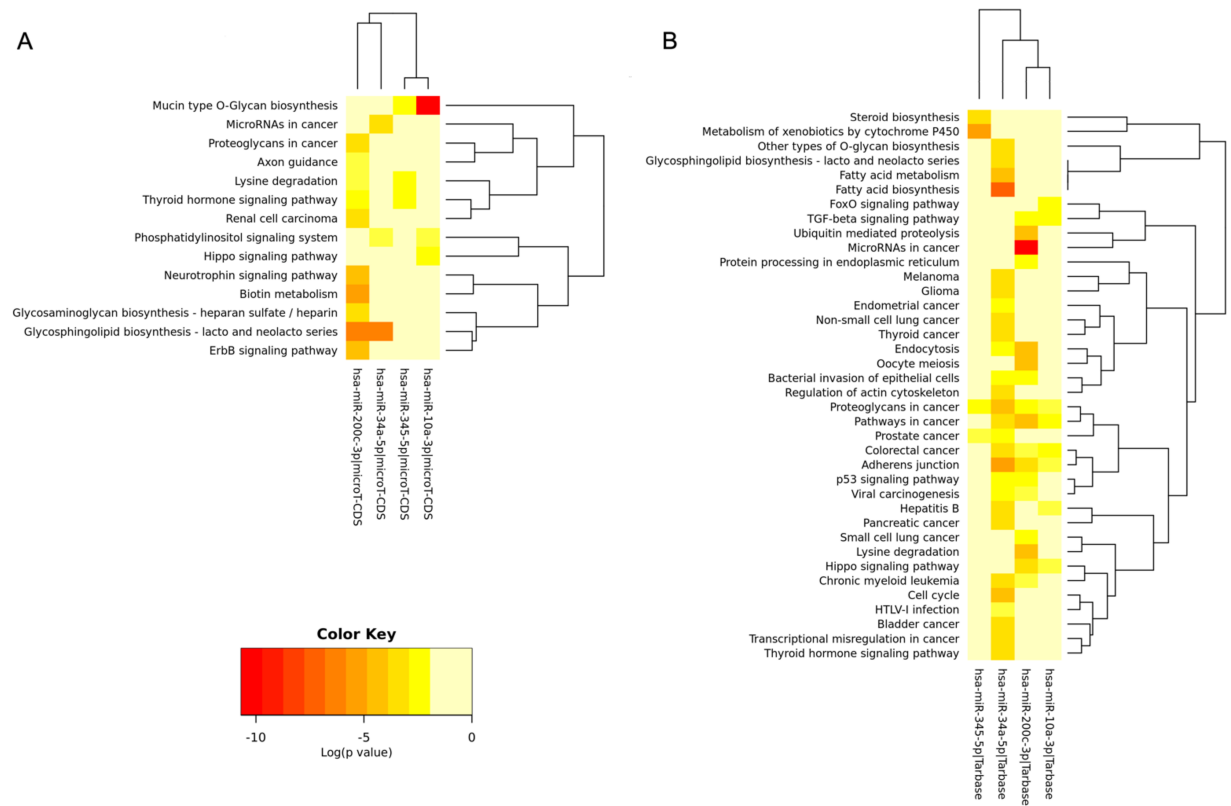 A
Mucin type O-Glycan biosynthesis
MicroRNAs in cancer
Proteoglycans in cancer
Axon guidance
Lysine degradation
Thyroid hormone signaling pathway
Renal cell carcinoma
Phosphatidylinositol signaling system
Hippo signaling pathway
Neurotrophin signaling pathway
Biotin metabolism
Glycosaminoglycan biosynthesis - heparan sulfate / heparin
Glycosphingolipid biosynthesis - lacto and neolacto series
ErbB signaling pathway
hsa-miR-200c-3p|microT-CDS
hsa-miR-34a-5p|microT-CDS
hsa-miR-345-5p|microT-CDS
hsa-miR-10a-3p|microT-CDS
Color Key
-10 -5 0
Log(p value)
B
Steroid biosynthesis
Metabolism of xenobiotics by cytochrome P450
Other types of O-glycan biosynthesis
Glycosphingolipid biosynthesis - lacto and neolacto series
Fatty acid metabolism
Fatty acid biosynthesis
FoxO signaling pathway
TGF-beta signaling pathway
Ubiquitin mediated proteolysis
MicroRNAs in cancer
Protein processing in endoplasmic reticulum
Melanoma
Glioma
Endometrial cancer
Non-small cell lung cancer
Thyroid cancer
Endocytosis
Oocyte meiosis
Bacterial invasion of epithelial cells
Regulation of actin cytoskeleton
Proteoglycans in cancer
Pathways in cancer
Prostate cancer
Colorectal cancer
Adherens junction
p53 signaling pathway
Viral carcinogenesis
Hepatitis B
Pancreatic cancer
Small cell lung cancer
Lysine degradation
Hippo signaling pathway
Chronic myeloid leukemia
Cell cycle
HTLV-I infection
Bladder cancer
Transcriptional misregulation in cancer
Thyroid hormone signaling pathway
hsa-miR-345-5p|Tarbase
hsa-miR-34a-5p|Tarbase
hsa-miR-200c-3p|Tarbase
hsa-miR-10a-3p|Tarbase